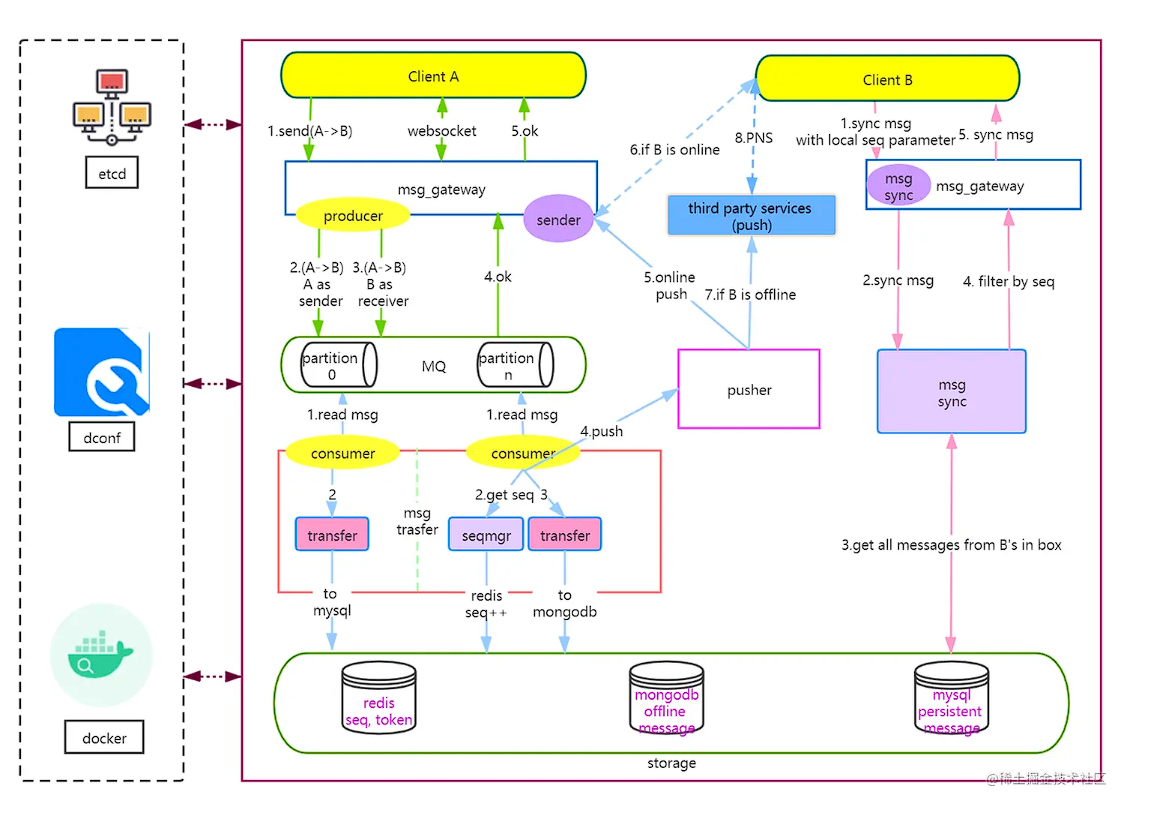 etcd
dconf
docker
Client A
Client B
1.send(A->B)
websocket
5.ok
msg_gateway
producer
sender
6.if B is online
8.PNS
third party services
(push)
1.sync msg
with local seq parameter
5. sync msg
msg
sync
msg_gateway
2.(A->B)
A as
sender
3.(A->B)
B as
receiver
4.ok
5.online
push
7.if B is offline
2.sync msg
4. filter by seq
partition
0
MQ
partition
n
pusher
msg
sync
1.read msg
1.read msg
4.push
consumer
consumer
2
2.get seq
3
msg
trasfer
transfer
seqmgr
transfer
3.get all messages from B's in box
to
mysql
redis
seq++
to
mongodb
redis
seq, token
mongodb
offline
message
mysql
persistent
message
storage
@稀土掘金技术社区